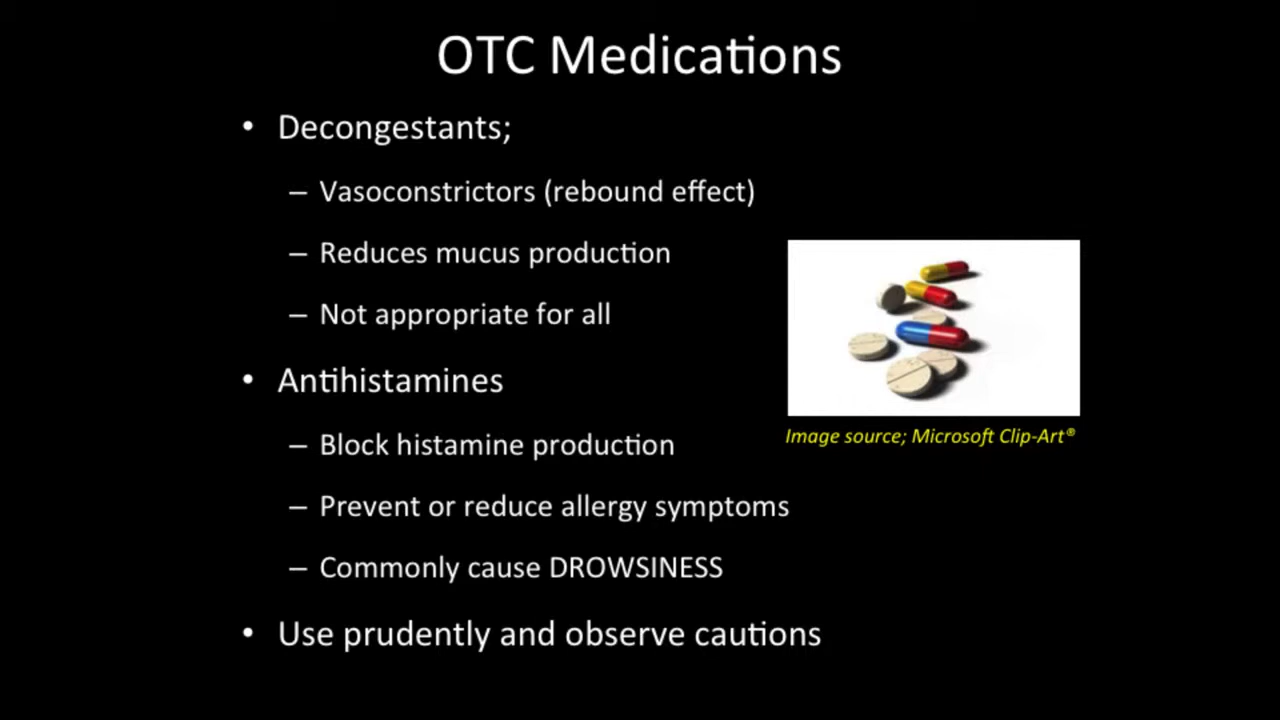 OTC Medications
• Decongestants;
– Vasoconstrictors (rebound effect)
– Reduces mucus production
– Not appropriate for all
• Antihistamines
– Block histamine production
– Prevent or reduce allergy symptoms
– Commonly cause DROWSINESS
• Use prudently and observe cautions
Image source; Microsoft Clip-Art®